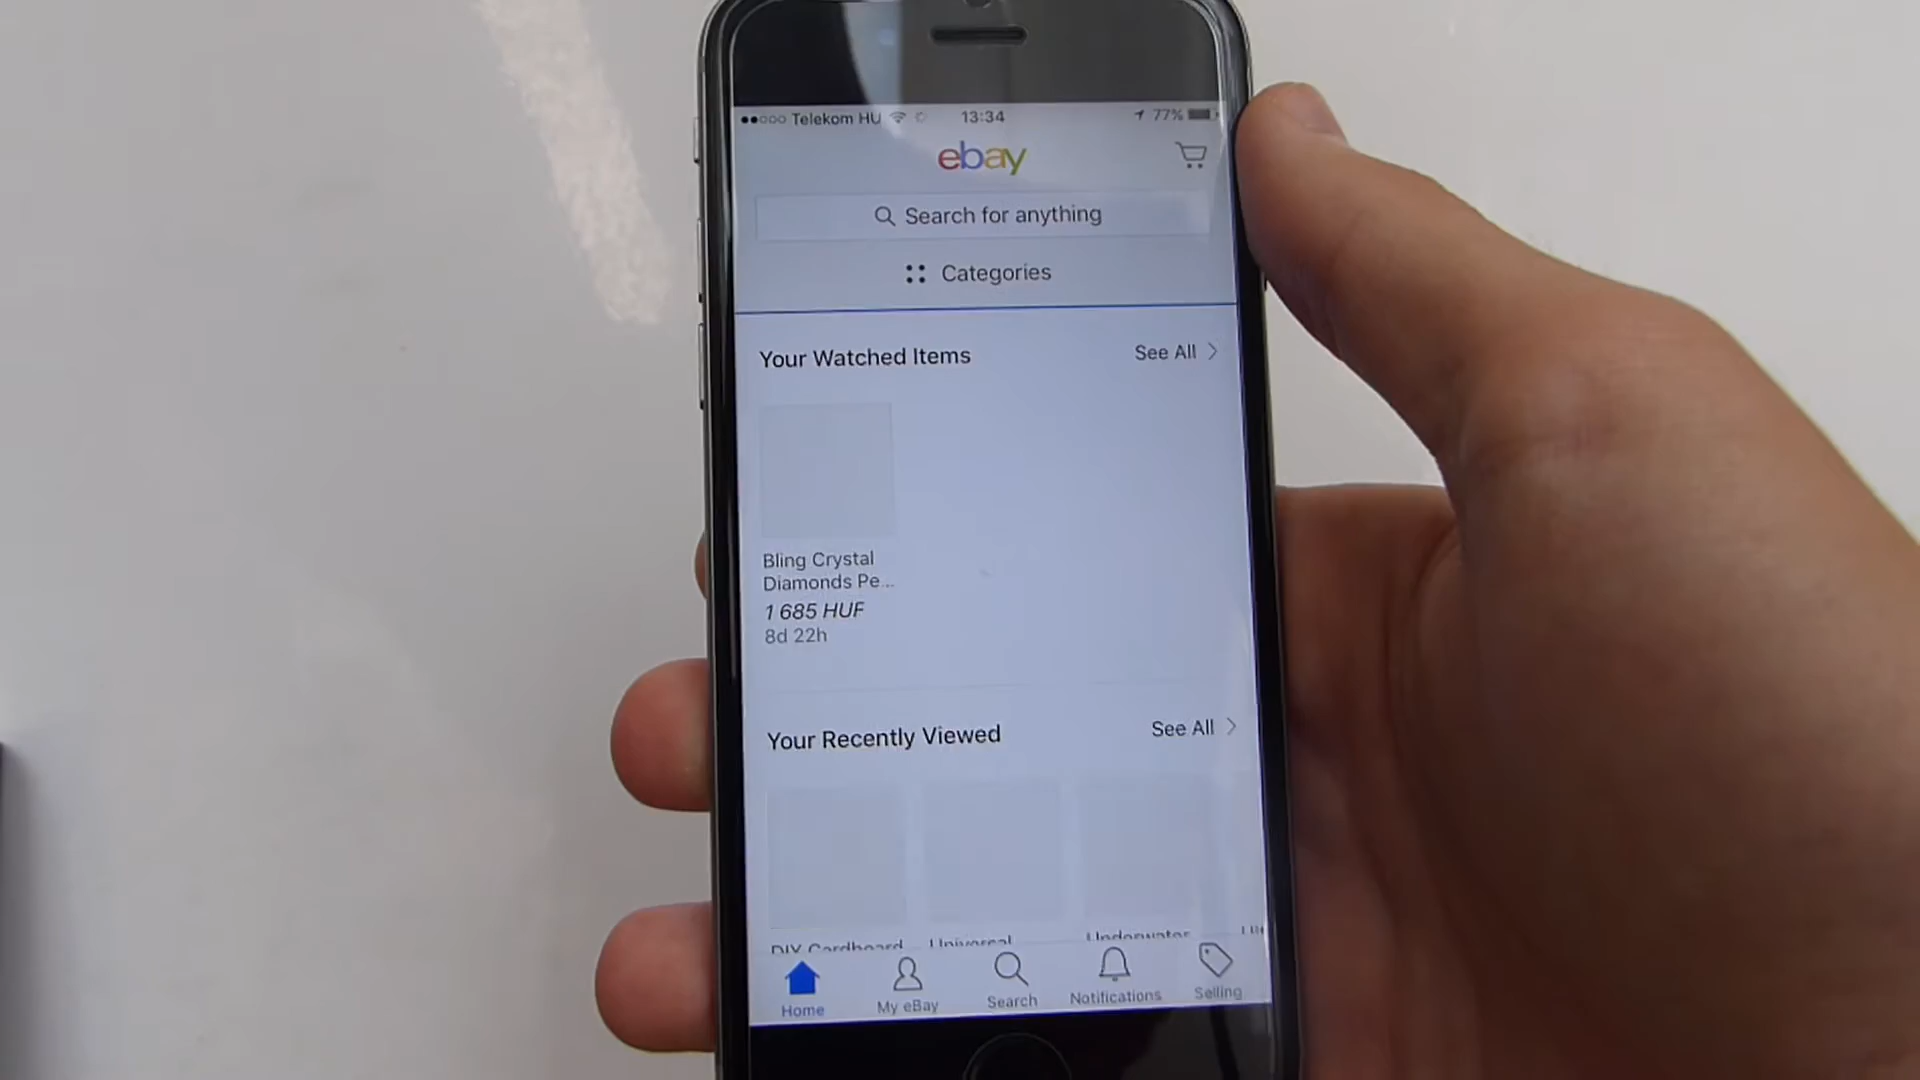 Telekom HU 13:34 77%
ebay
Search for anything
Categories
Your Watched Items See All
Bling Crystal
Diamonds Pe...
1 685 HUF
8d 22h
Your Recently Viewed See All
DIY Cardboard Universal Underwater
Home My eBay Search Notifications Selling